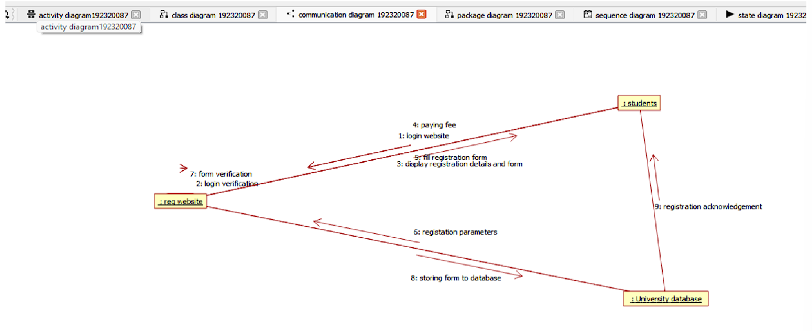 activity diagram192320087
class diagram 192320087
communication diagram 192320087
package diagram 192320087
sequence diagram 192320087
state diagram 19232
activity diagram192320087
: students
4: paying fee
1: login website
5: fill registration form
3: display registration details and form
7: form verification
2: login verification
: reg website
9: registration acknowledgement
6: registation parameters
8: storing form to database
: University database